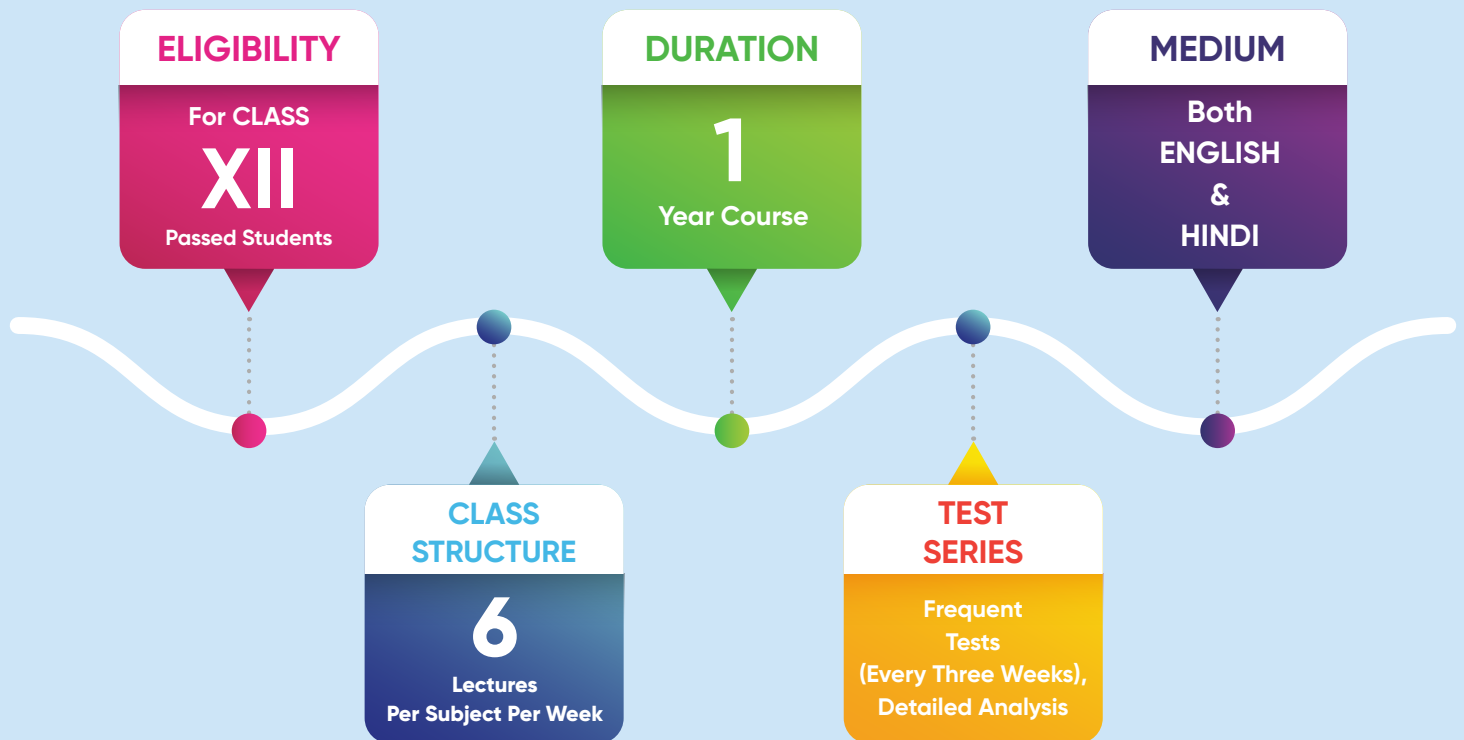 ELIGIBILITY
For CLASS
XII
Passed Students
CLASS
STRUCTURE
6
Lectures
Per Subject Per Week
DURATION
1
Year Course
TEST
SERIES
Frequent
Tests
(Every Three Weeks),
Detailed Analysis
MEDIUM
Both
ENGLISH
&
HINDI